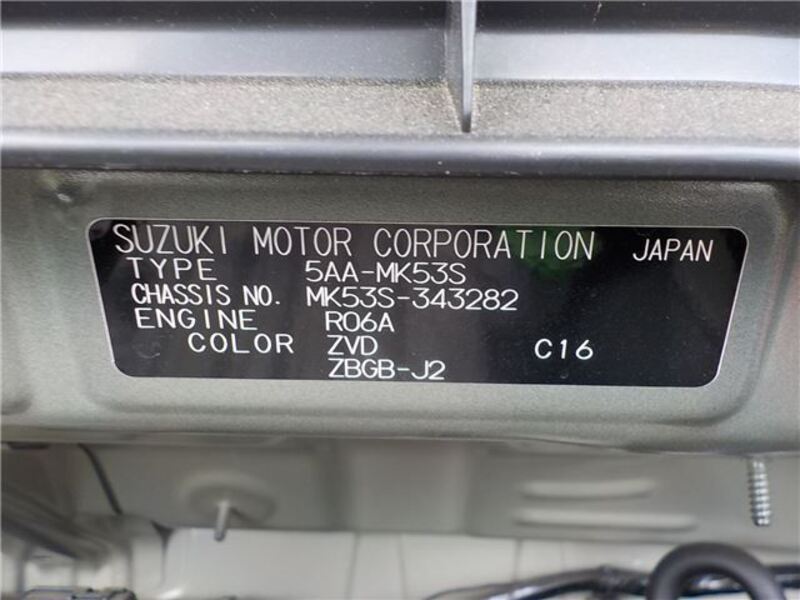 SUZUKI MOTOR CORPORATION JAPAN
TYPE 5AA-MK53S
CHASSIS NO. MK53S-343282
ENGINE R06A
COLOR ZVD C16
ZBGB-J2